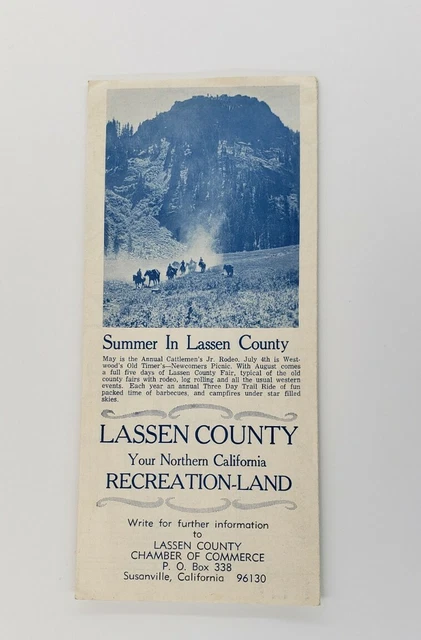 Summer In Lassen County
May is the Annual Cattlemen's Jr. Rodeo. July 4th is West-
wood's Old Timer's—Newcomers Picnic. With August comes
a full five days of Lassen County Fair, typical of the old
county fairs with rodeo, log rolling and all the usual western
events. Each year an annual Three Day Trail Ride of fun
packed time of barbecues, and campfires under star filled
skies.
LASSEN COUNTY
Your Northern California
RECREATION-LAND
Write for further information
to
LASSEN COUNTY
CHAMBER OF COMMERCE
P. O. Box 338
Susanville, California 96130